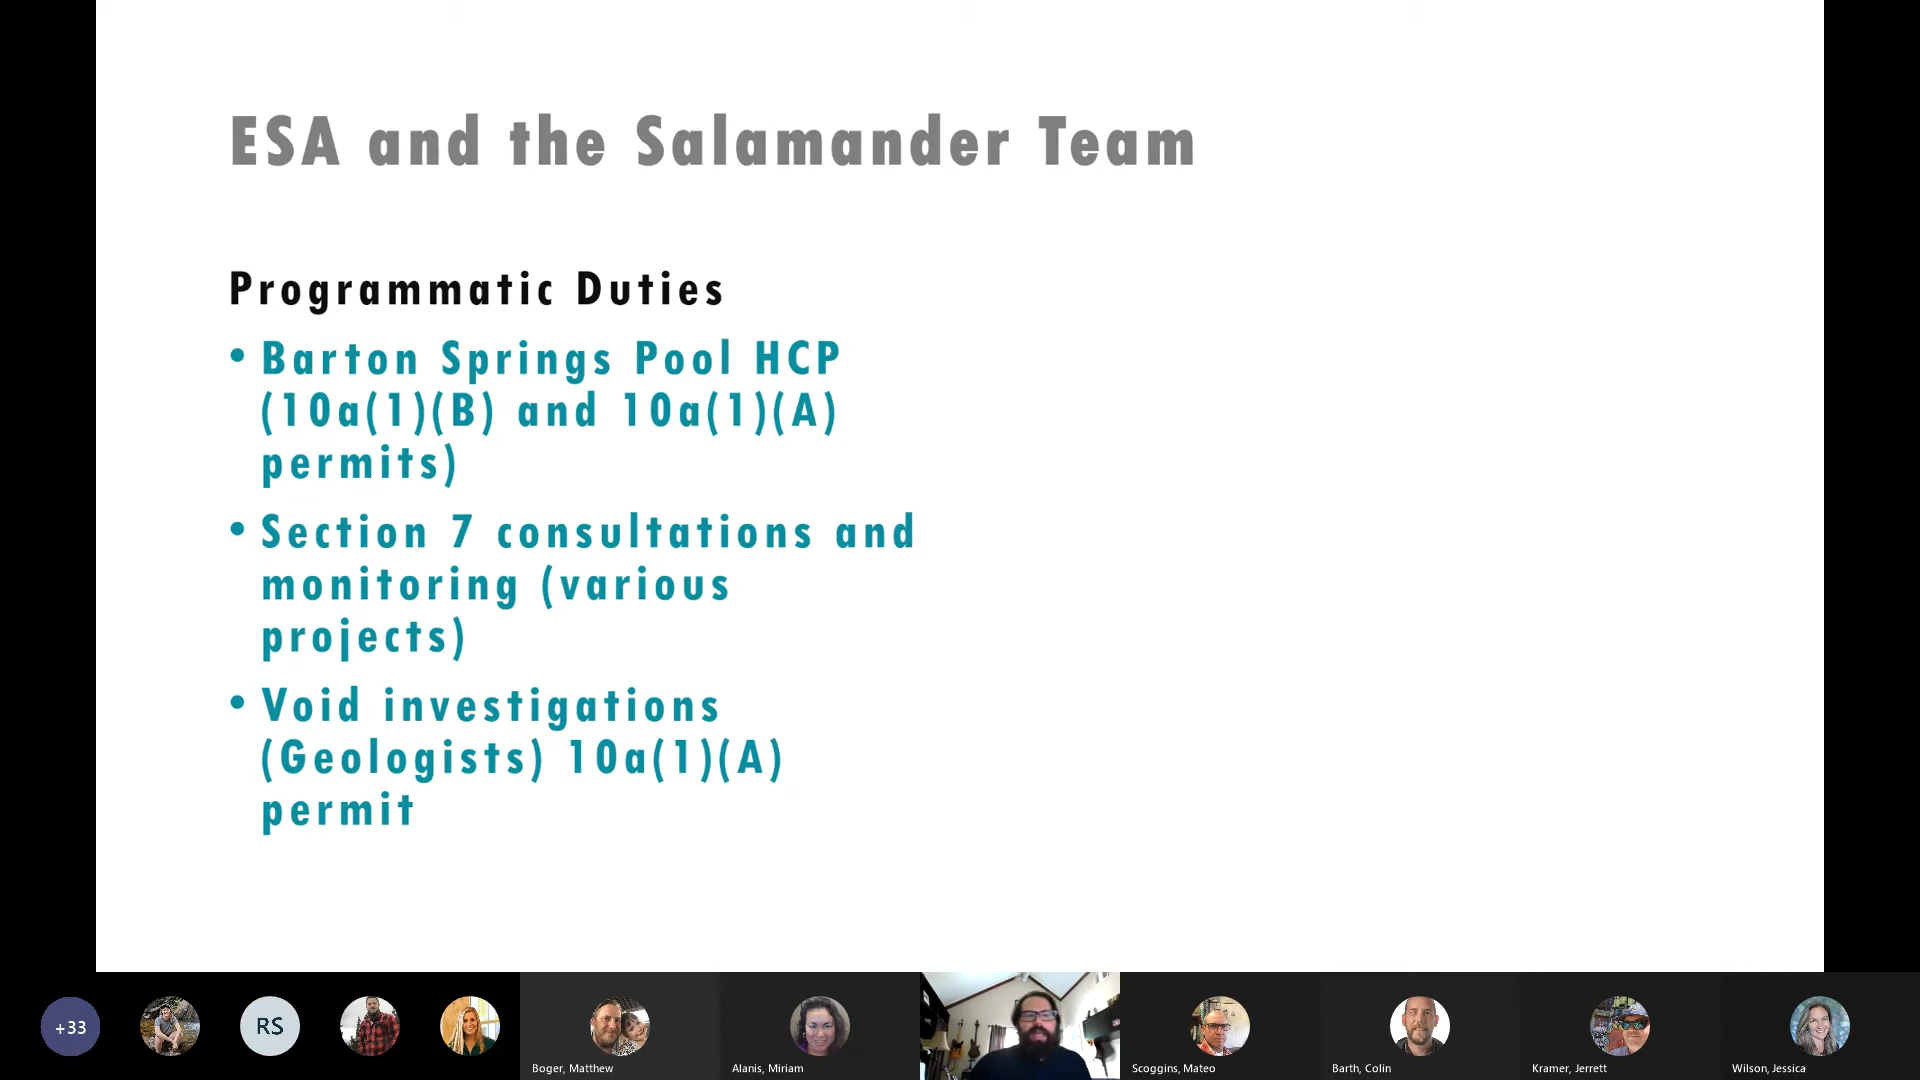 ESA and the Salamander Team
Programmatic Duties
• Barton Springs Pool HCP
(10a(1)(B) and 10a(1)(A)
permits)
• Section 7 consultations and
monitoring (various
projects)
• Void investigations
(Geologists) 10a(1)(A)
permit
+33
RS
Boger, Matthew
Alanis, Miriam
Scoggins, Mateo
Barth, Colin
Kramer, Jerrett
Wilson, Jessica